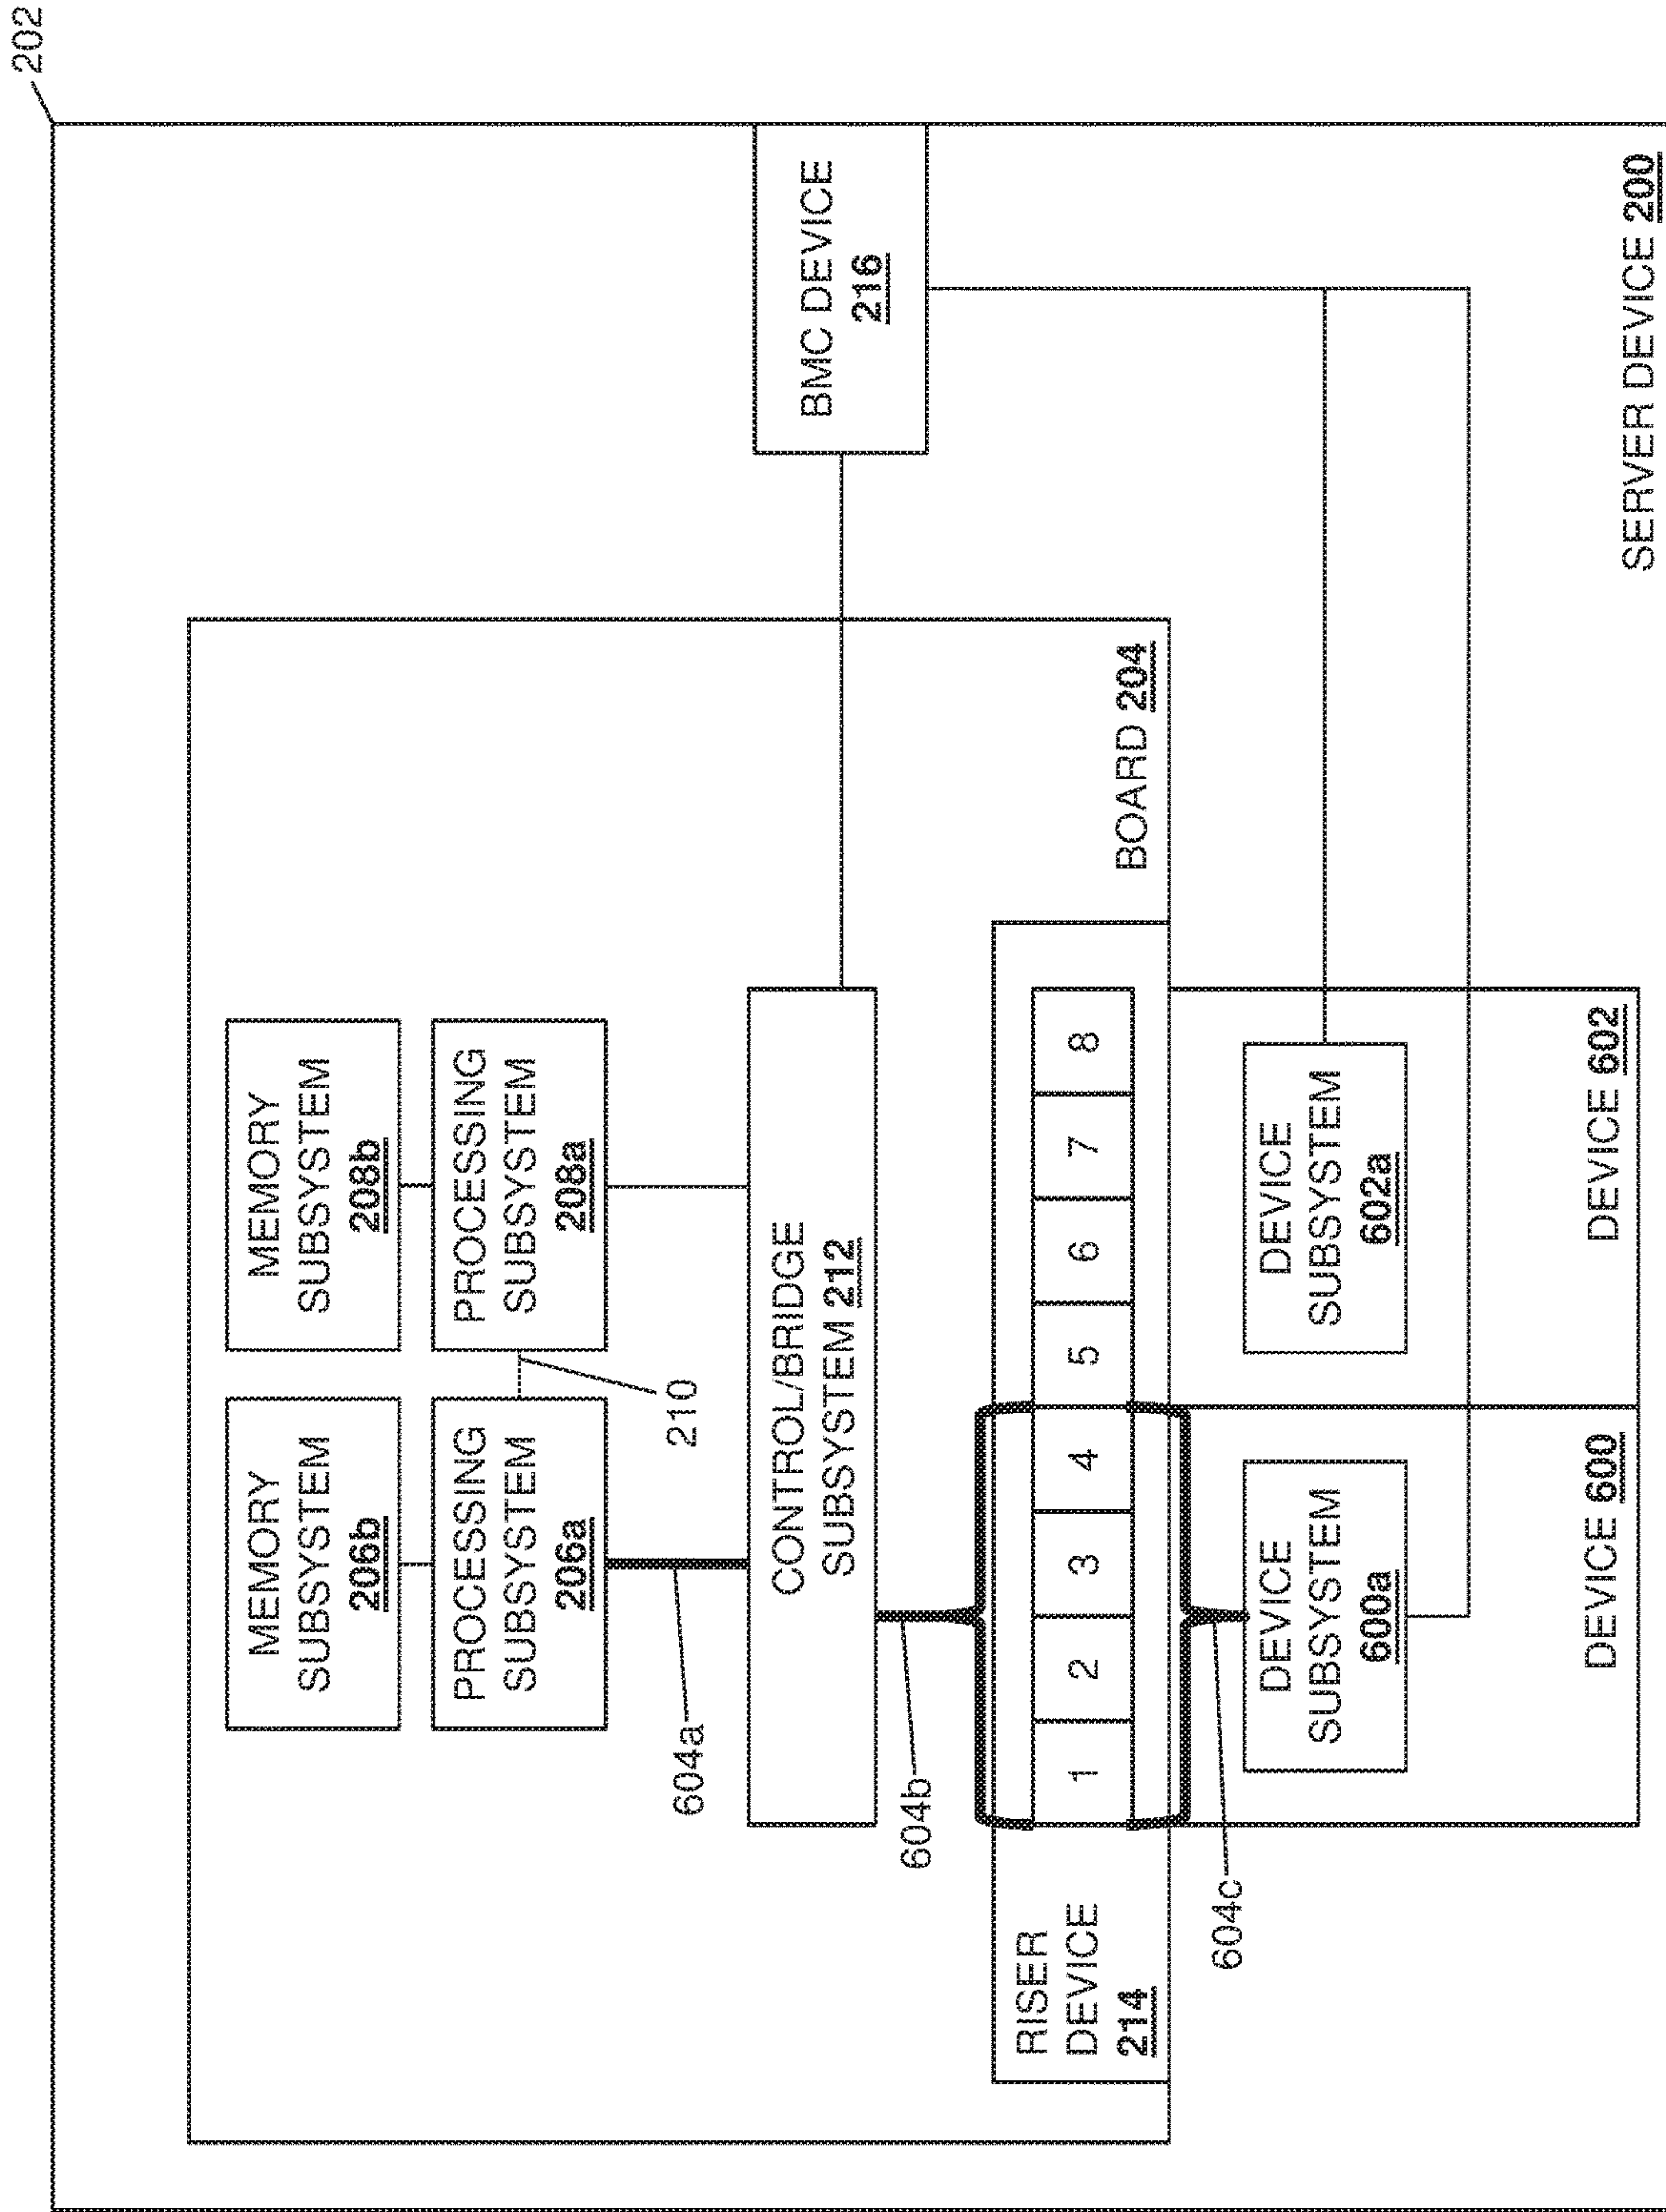 202
MEMORY
SUBSYSTEM
206b
MEMORY
SUBSYSTEM
208b
PROCESSING
SUBSYSTEM
206a
PROCESSING
SUBSYSTEM
208a
210
604a
CONTROL/BRIDGE
SUBSYSTEM 212
BMC DEVICE
216
604b
RISER
DEVICE
214
1 2 3 4 5 6 7 8
BOARD 204
604c
DEVICE
SUBSYSTEM
600a
DEVICE
SUBSYSTEM
602a
DEVICE 600
DEVICE 602
SERVER DEVICE 200